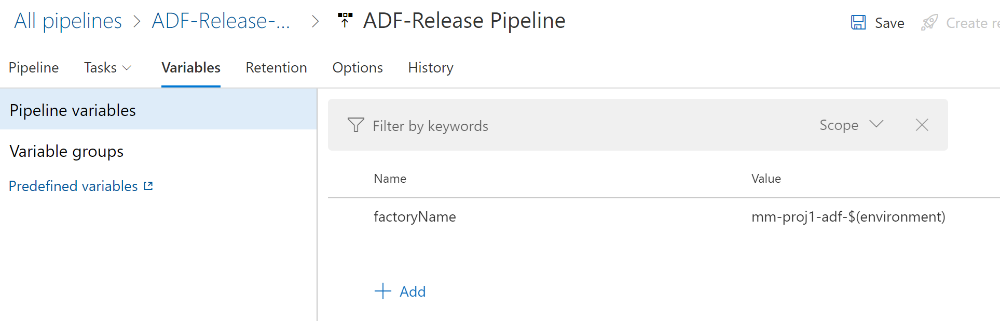 All pipelines > ADF-Release-... > ADF-Release Pipeline
Save
Create re
Pipeline Tasks Variables Retention Options History
Pipeline variables
Variable groups
Predefined variables
Filter by keywords Scope
Name Value
factoryName mm-proj1-adf-$(environment)
+ Add